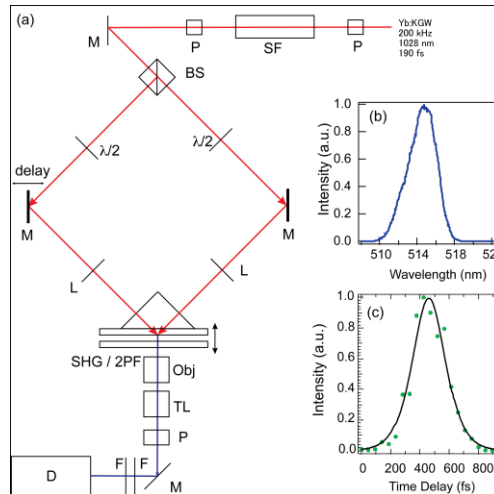 (a)
M
P
SF
P
Yb:KGW
200 kHz
1028 nm
190 fs
BS
λ/2
λ/2
delay
M
M
L
L
SHG / 2PF
Obj
TL
P
D
F
F
M
(b)
Intensity (a.u.)
1.0
0.8
0.6
0.4
0.2
0
510
514
518
52
Wavelength (nm)
(c)
Intensity (a.u.)
1.0
0.8
0.6
0.4
0.2
0.0
0
200
400
600
800
Time Delay (fs)